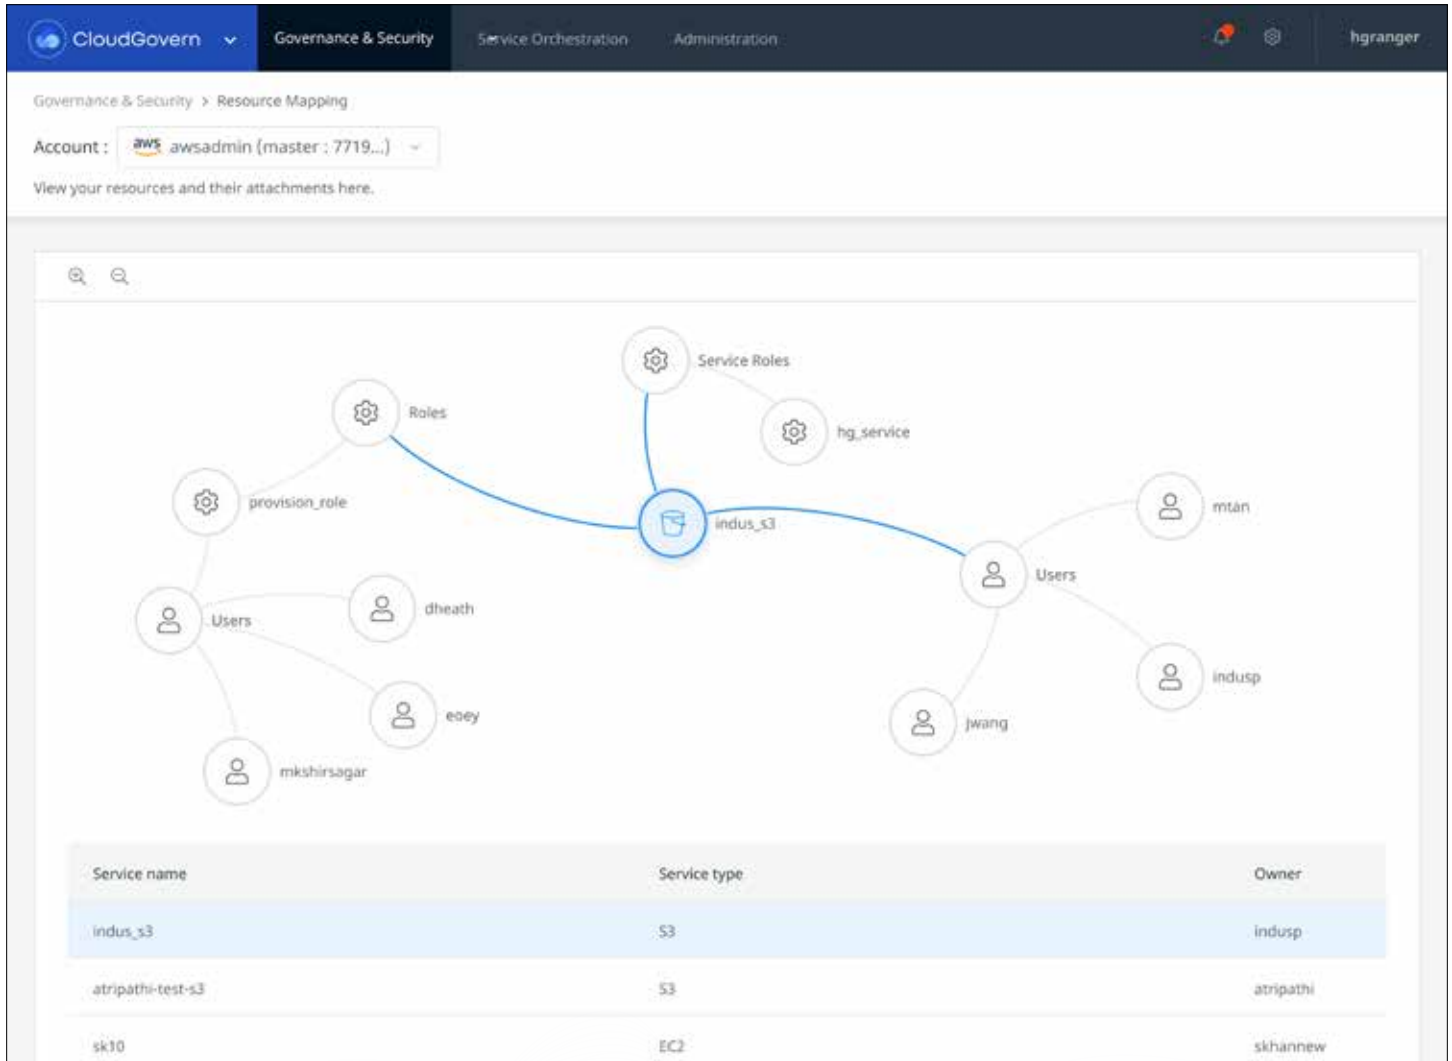 CloudGovern Governance & Security Service Orchestration Administration hgranger
Governance & Security > Resource Mapping
Account : aws awsadmin (master : 7719...)
View your resources and their attachments here.
Service Roles
Roles
hg_service
provision_role
mtan
indus_s3
Users
dheath
Users
indusp
eoey
jwang
mkshirsagar
Service name Service type Owner
indus_s3 S3 indusp
atripathi-test-s3 S3 atripathi
sk10 EC2 skhannew